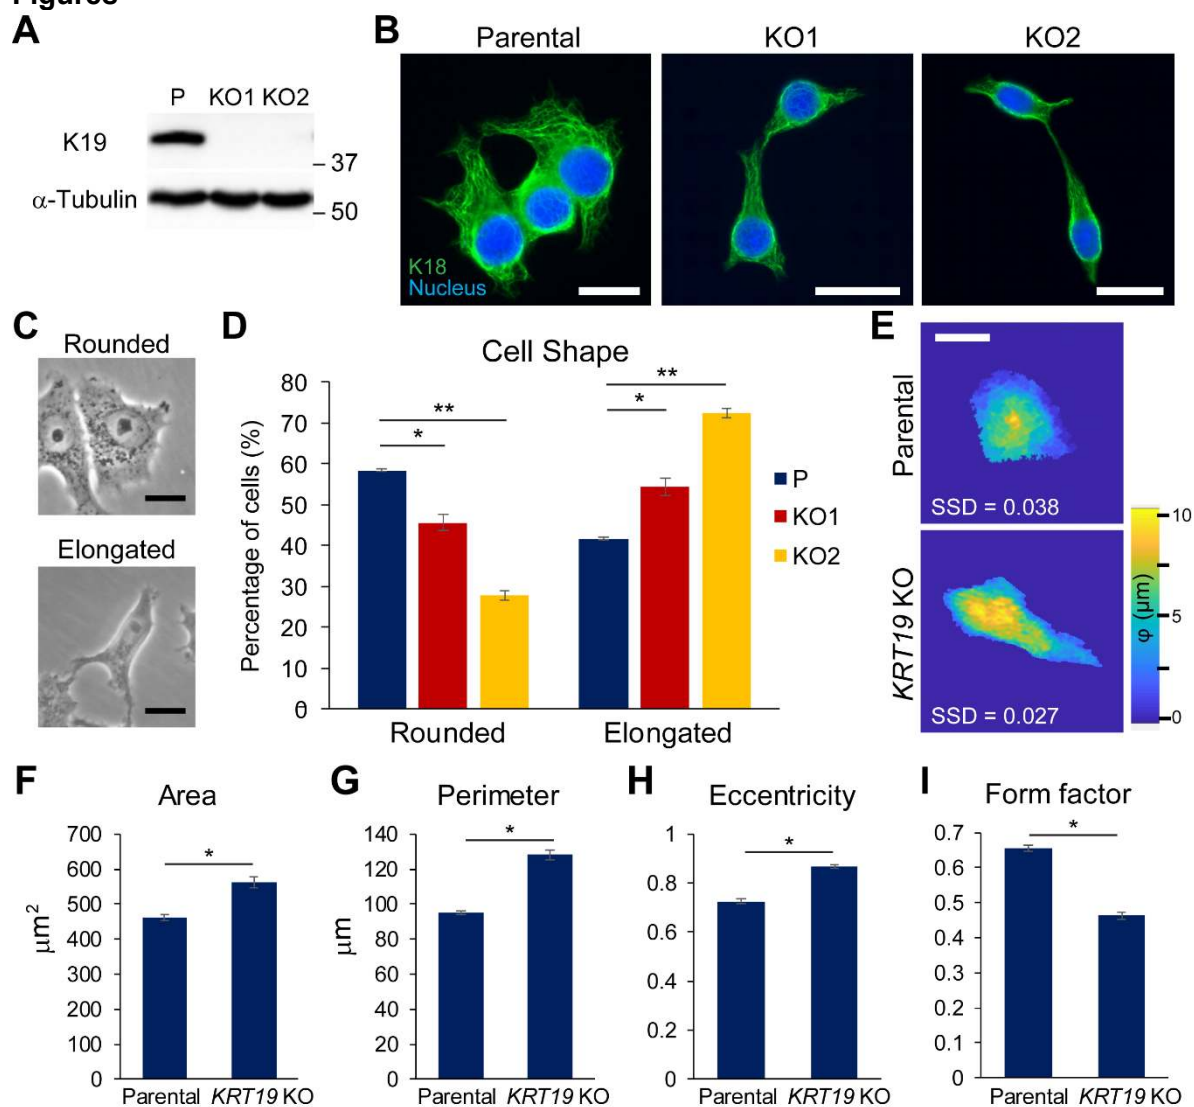 Figures
A
P KO1 KO2
K19
– 37
α-Tubulin
– 50
B
Parental KO1 KO2
K18
Nucleus
C
Rounded
Elongated
D
Cell Shape
Percentage of cells (%)
80
70
60
50
40
30
20
10
0
* **
* **
P
KO1
KO2
Rounded Elongated
E
Parental
SSD = 0.038
KRT19 KO
SSD = 0.027
10
5
0
φ (μm)
F
Area
μm²
700
600
500
400
300
200
100
0
*
Parental KRT19 KO
G
Perimeter
μm
140
120
100
80
60
40
20
0
*
Parental KRT19 KO
H
Eccentricity
1
0.8
0.6
0.4
0.2
0
*
Parental KRT19 KO
I
Form factor
0.7
0.6
0.5
0.4
0.3
0.2
0.1
0
*
Parental KRT19 KO